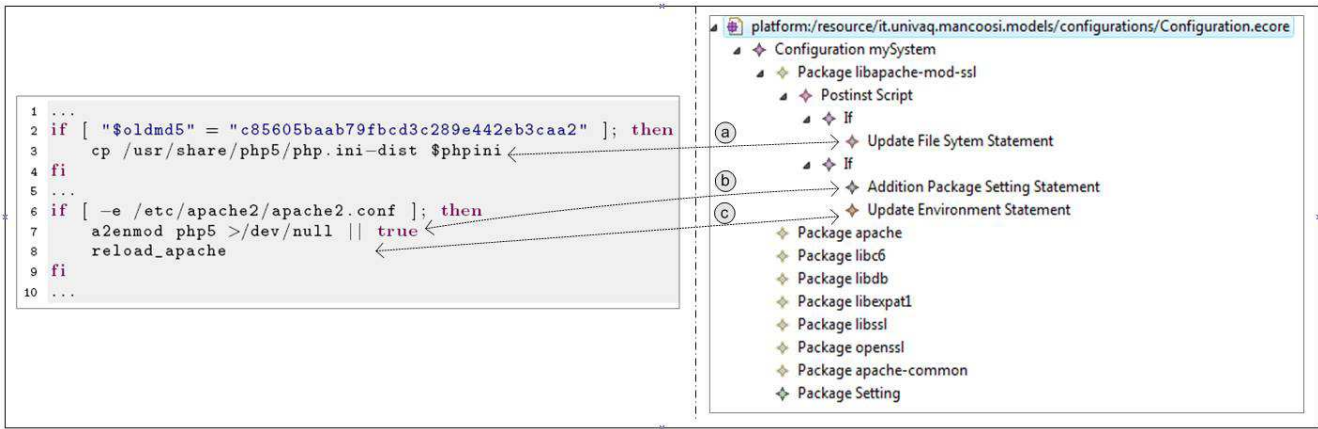 1 ...
2 if [ "$oldmd5" = "c85605baab79fbcd3c289e442eb3caa2" ]; then
3 cp /usr/share/php5/php.ini-dist $phpini
4 fi
5 ...
6 if [ -e /etc/apache2/apache2.conf ]; then
7 a2enmod php5 >/dev/null || true
8 reload_apache
9 fi
10 ...
a
b
c
platform:/resource/it.univaq.mancoosi.models/configurations/Configuration.ecore
Configuration mySystem
Package libapache-mod-ssl
Postinst Script
If
Update File Sytem Statement
If
Addition Package Setting Statement
Update Environment Statement
Package apache
Package libc6
Package libdb
Package libexpat1
Package libssl
Package openssl
Package apache-common
Package Setting